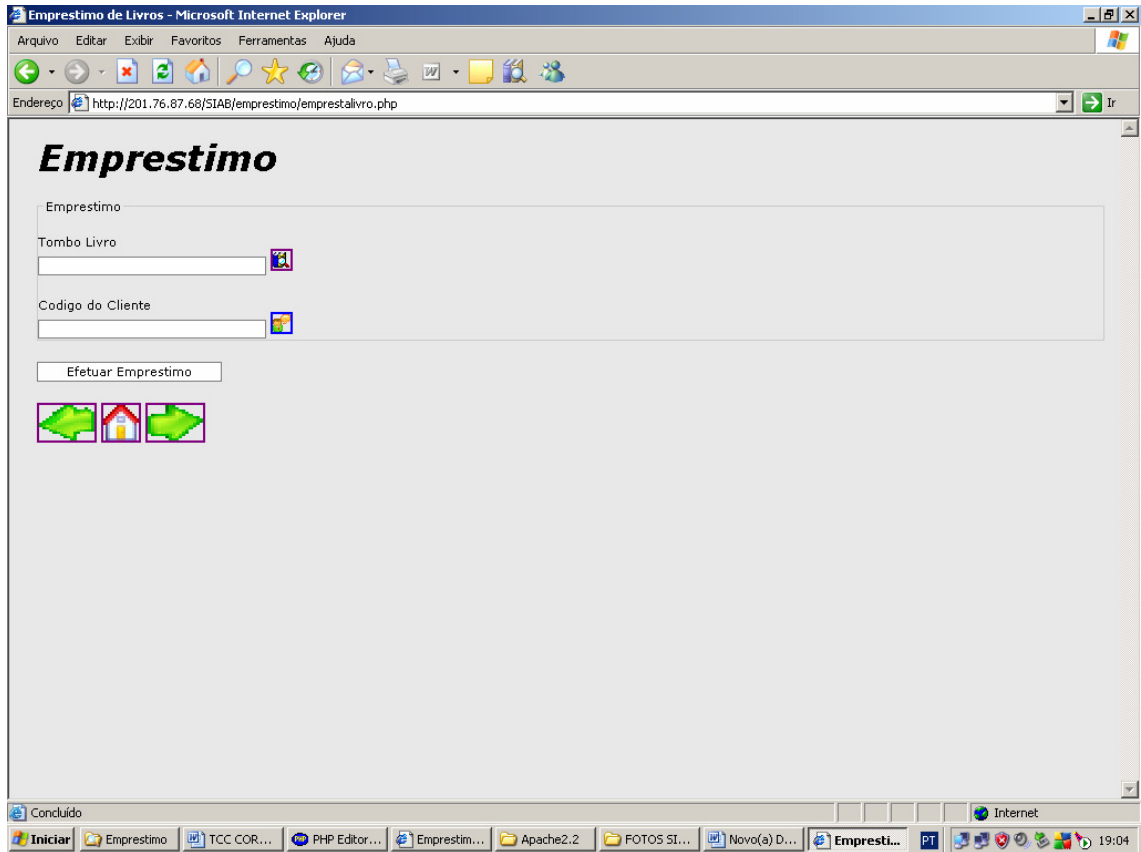 Emprestimo de Livros - Microsoft Internet Explorer
Arquivo Editar Exibir Favoritos Ferramentas Ajuda
Endereço http://201.76.87.68/SIAB/emprestimo/emprestalivro.php Ir
Emprestimo
Emprestimo
Tombo Livro
Codigo do Cliente
Efetuar Emprestimo
Concluído Internet
Iniciar Emprestimo TCC COR... PHP Editor... Emprestim... Apache2.2 FOTOS SI... Novo(a) D... Empresti... PT 19:04